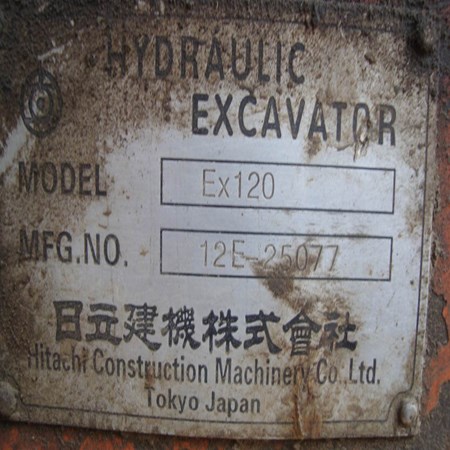 HYDRAULIC
EXCAVATOR
MODEL Ex120
MFG.NO. 12E-25077
日立建機株式會社
Hitachi Construction Machinery Co.,Ltd.
Tokyo Japan